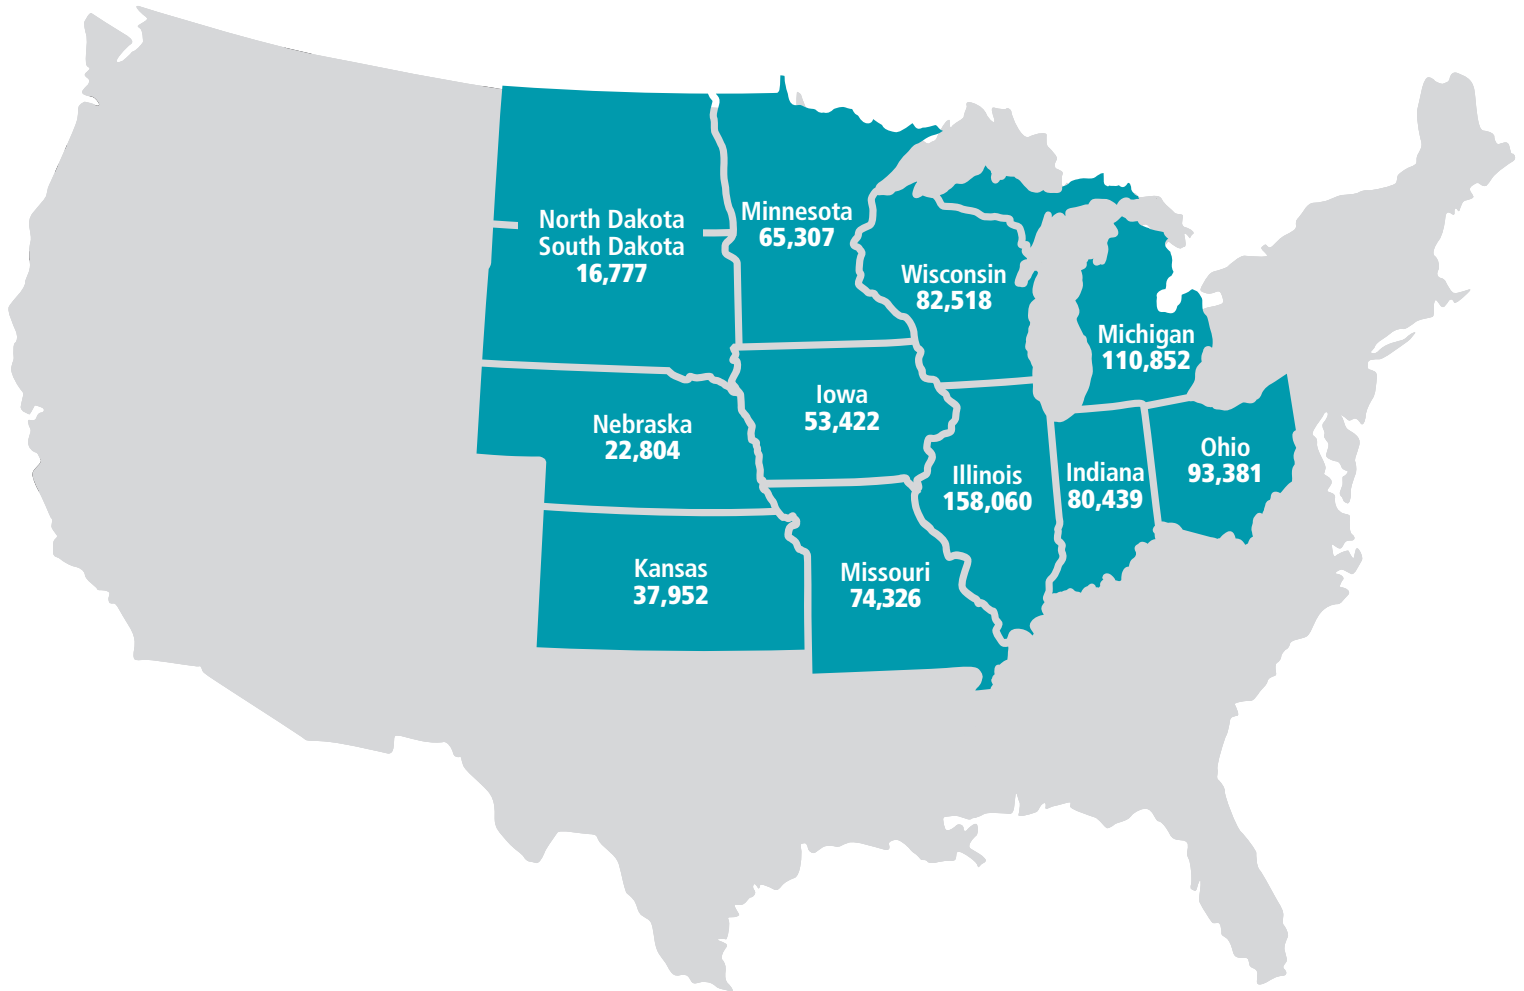 North Dakota
South Dakota
16,777
Minnesota
65,307
Wisconsin
82,518
Michigan
110,852
Iowa
53,422
Nebraska
22,804
Illinois
158,060
Indiana
80,439
Ohio
93,381
Kansas
37,952
Missouri
74,326